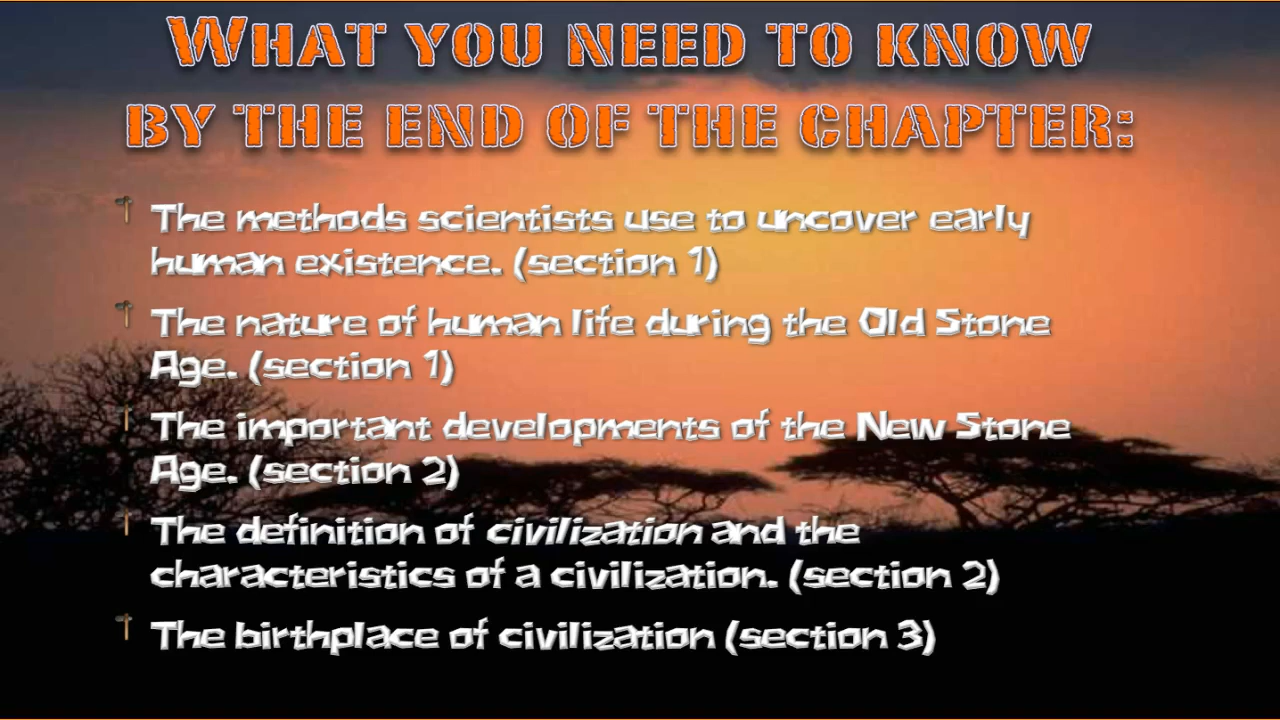 What you need to know
by the end of the chapter:
The methods scientists use to uncover early
human existence. (section 1)
The nature of human life during the Old Stone
Age. (section 1)
The important developments of the New Stone
Age. (section 2)
The definition of civilization and the
characteristics of a civilization. (section 2)
The birthplace of civilization (section 3)